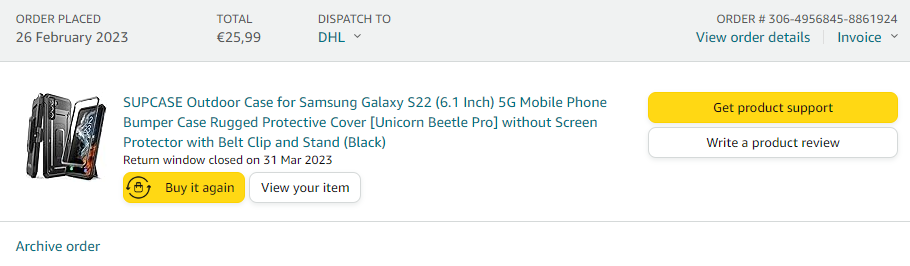 ORDER PLACED
26 February 2023
TOTAL
€25,99
DISPATCH TO
DHL
ORDER # 306-4956845-8861924
View order details
Invoice
SUPCASE Outdoor Case for Samsung Galaxy S22 (6.1 Inch) 5G Mobile Phone
Bumper Case Rugged Protective Cover [Unicorn Beetle Pro] without Screen
Protector with Belt Clip and Stand (Black)
Return window closed on 31 Mar 2023
Buy it again
View your item
Get product support
Write a product review
Archive order